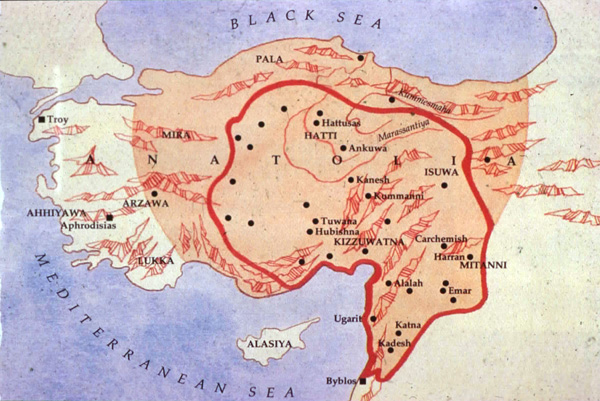 BLACK SEA
PALA
Kummesmaha
Troy
Hattusas
Marassantiya
MIRA
HATTI
Ankuwa
ANATOLIA
ISUWA
Kanesh
ARZAWA
Kummanni
AHHIYAWA
Aphrodisias
Tuwana
Hubishna
KIZZUWATNA
Carchemish
Harran
LUKKA
MITANNI
Alalah
Emar
Ugarit
Katna
ALASIYA
Kadesh
Byblos
MEDITERRANEAN SEA